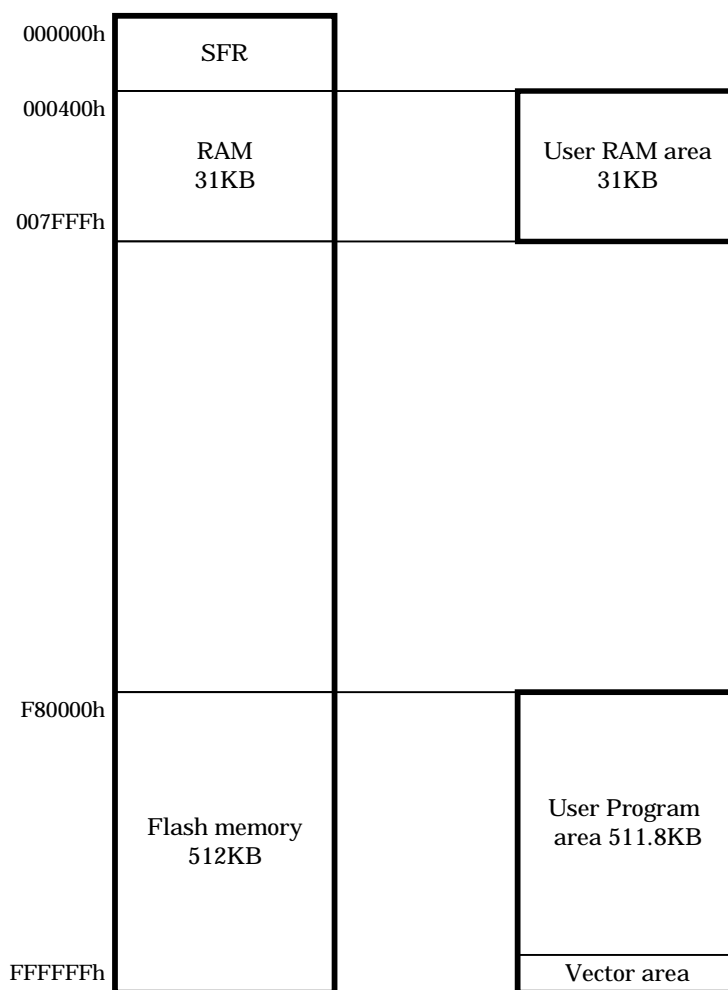 000000h
SFR
000400h
RAM
31KB
User RAM area
31KB
007FFFh
F80000h
Flash memory
512KB
User Program
area 511.8KB
FFFFFFh
Vector area